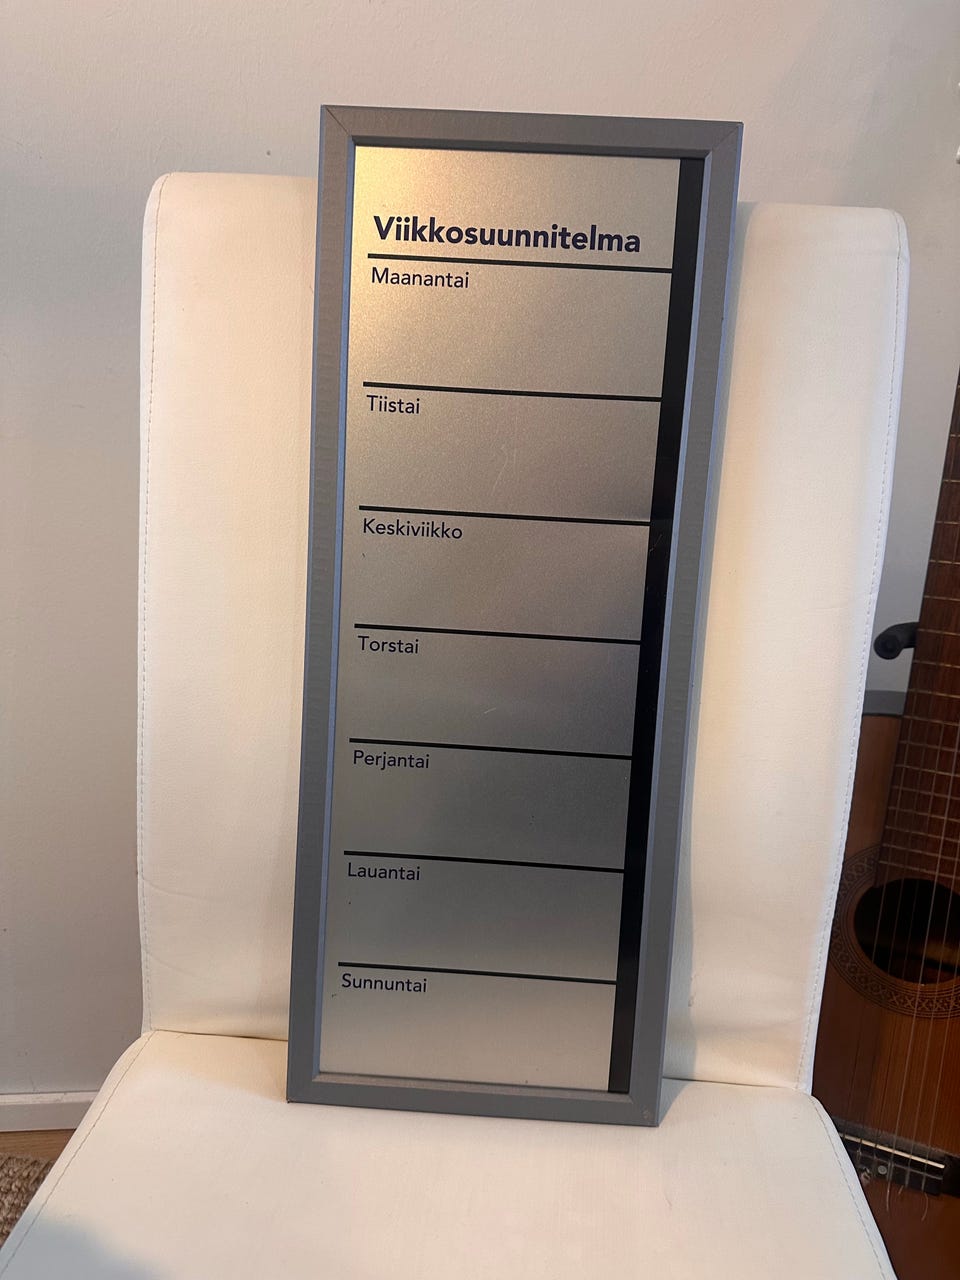 Viikkosuunnitelma
Maanantai
Tiistai
Keskiviikko
Torstai
Perjantai
Lauantai
Sunnuntai